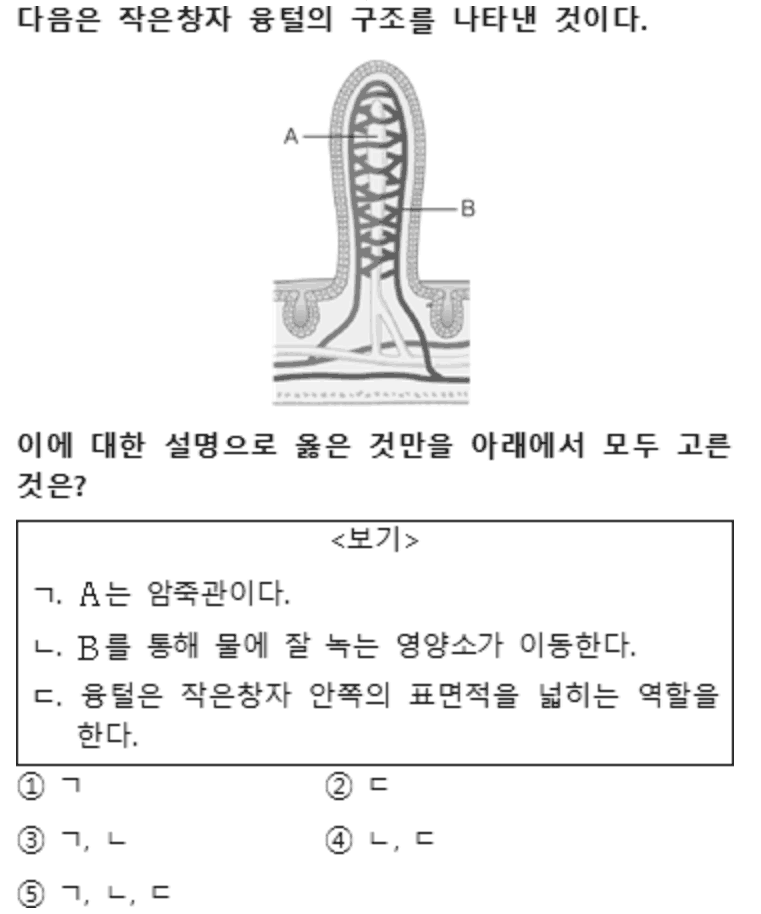 다음은 작은창자 융털의 구조를 나타낸 것이다.
A
B
이에 대한 설명으로 옳은 것만을 아래에서 모두 고른
것은?
<보기>
ㄱ. A는 암죽관이다.
ㄴ. B를 통해 물에 잘 녹는 영양소가 이동한다.
ㄷ. 융털은 작은창자 안쪽의 표면적을 넓히는 역할을
한다.
① ㄱ ② ㄷ
③ ㄱ, ㄴ ④ ㄴ, ㄷ
⑤ ㄱ, ㄴ, ㄷ